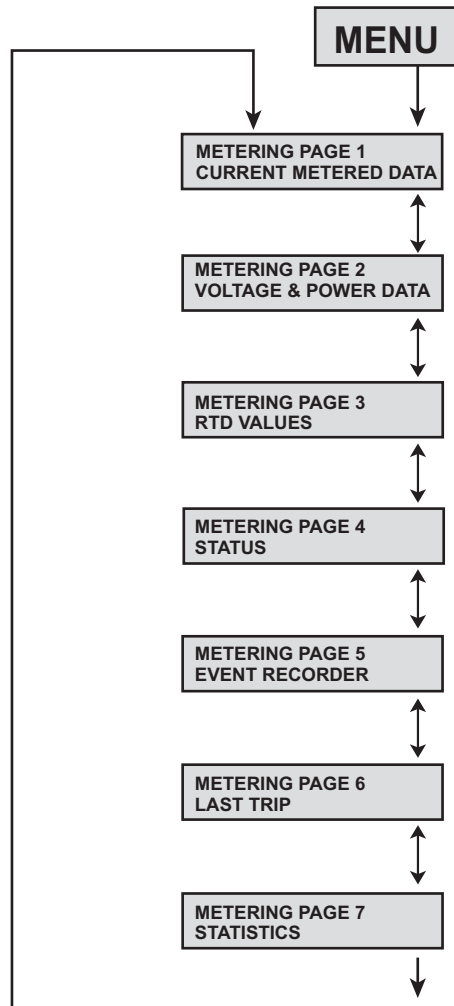 MENU
METERING PAGE 1
CURRENT METERED DATA
METERING PAGE 2
VOLTAGE & POWER DATA
METERING PAGE 3
RTD VALUES
METERING PAGE 4
STATUS
METERING PAGE 5
EVENT RECORDER
METERING PAGE 6
LAST TRIP
METERING PAGE 7
STATISTICS